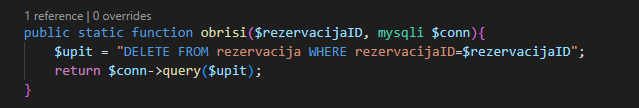 1 reference | 0 overrides
public static function obrisi($rezervacijaID, mysqli $conn){
    $upit = "DELETE FROM rezervacija WHERE rezervacijaID=$rezervacijaID";
    return $conn->query($upit);
}